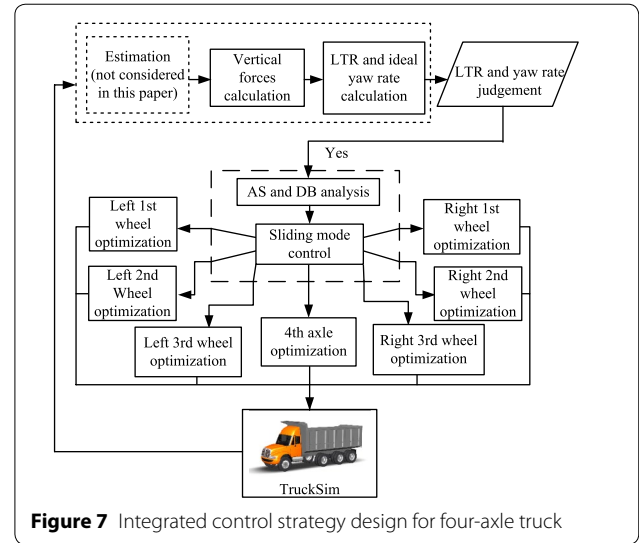 Estimation
(not considered
in this paper)
Vertical
forces
calculation
LTR and ideal
yaw rate
calculation
LTR and yaw rate
judgement
Yes
AS and DB analysis
Left 1st
wheel
optimization
Sliding mode
control
Right 1st
wheel
optimization
Left 2nd
Wheel
optimization
Right 2nd
wheel
optimization
Left 3rd wheel
optimization
4th axle
optimization
Right 3rd wheel
optimization
TruckSim
Figure 7 Integrated control strategy design for four-axle truck